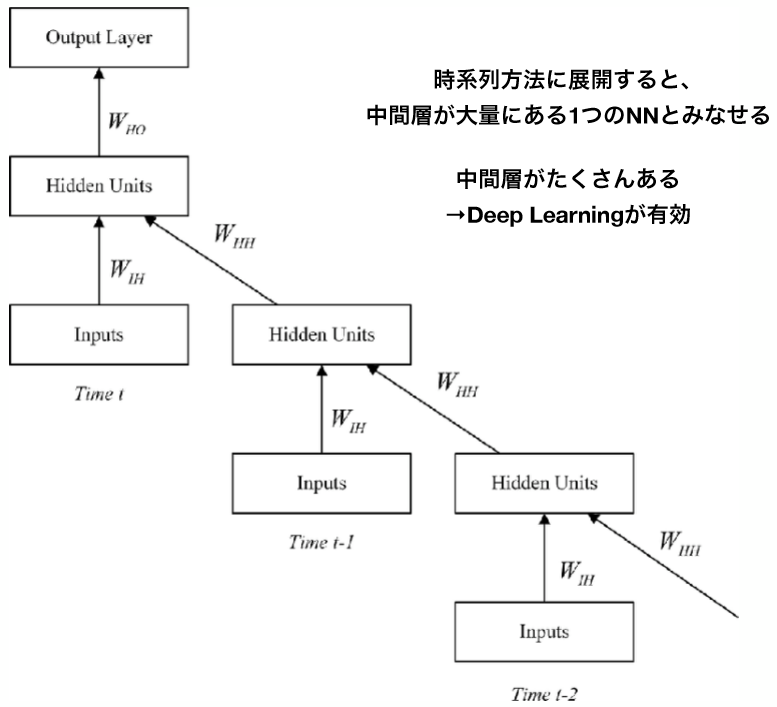 Output Layer
時系列方法に展開すると、
中間層が大量にある1つのNNとみなせる
W_HO
中間層がたくさんある
Hidden Units
→Deep Learningが有効
W_HH
W_IH
Inputs
Hidden Units
Time t
W_HH
W_IH
Inputs
Hidden Units
Time t-1
W_HH
W_IH
Inputs
Time t-2